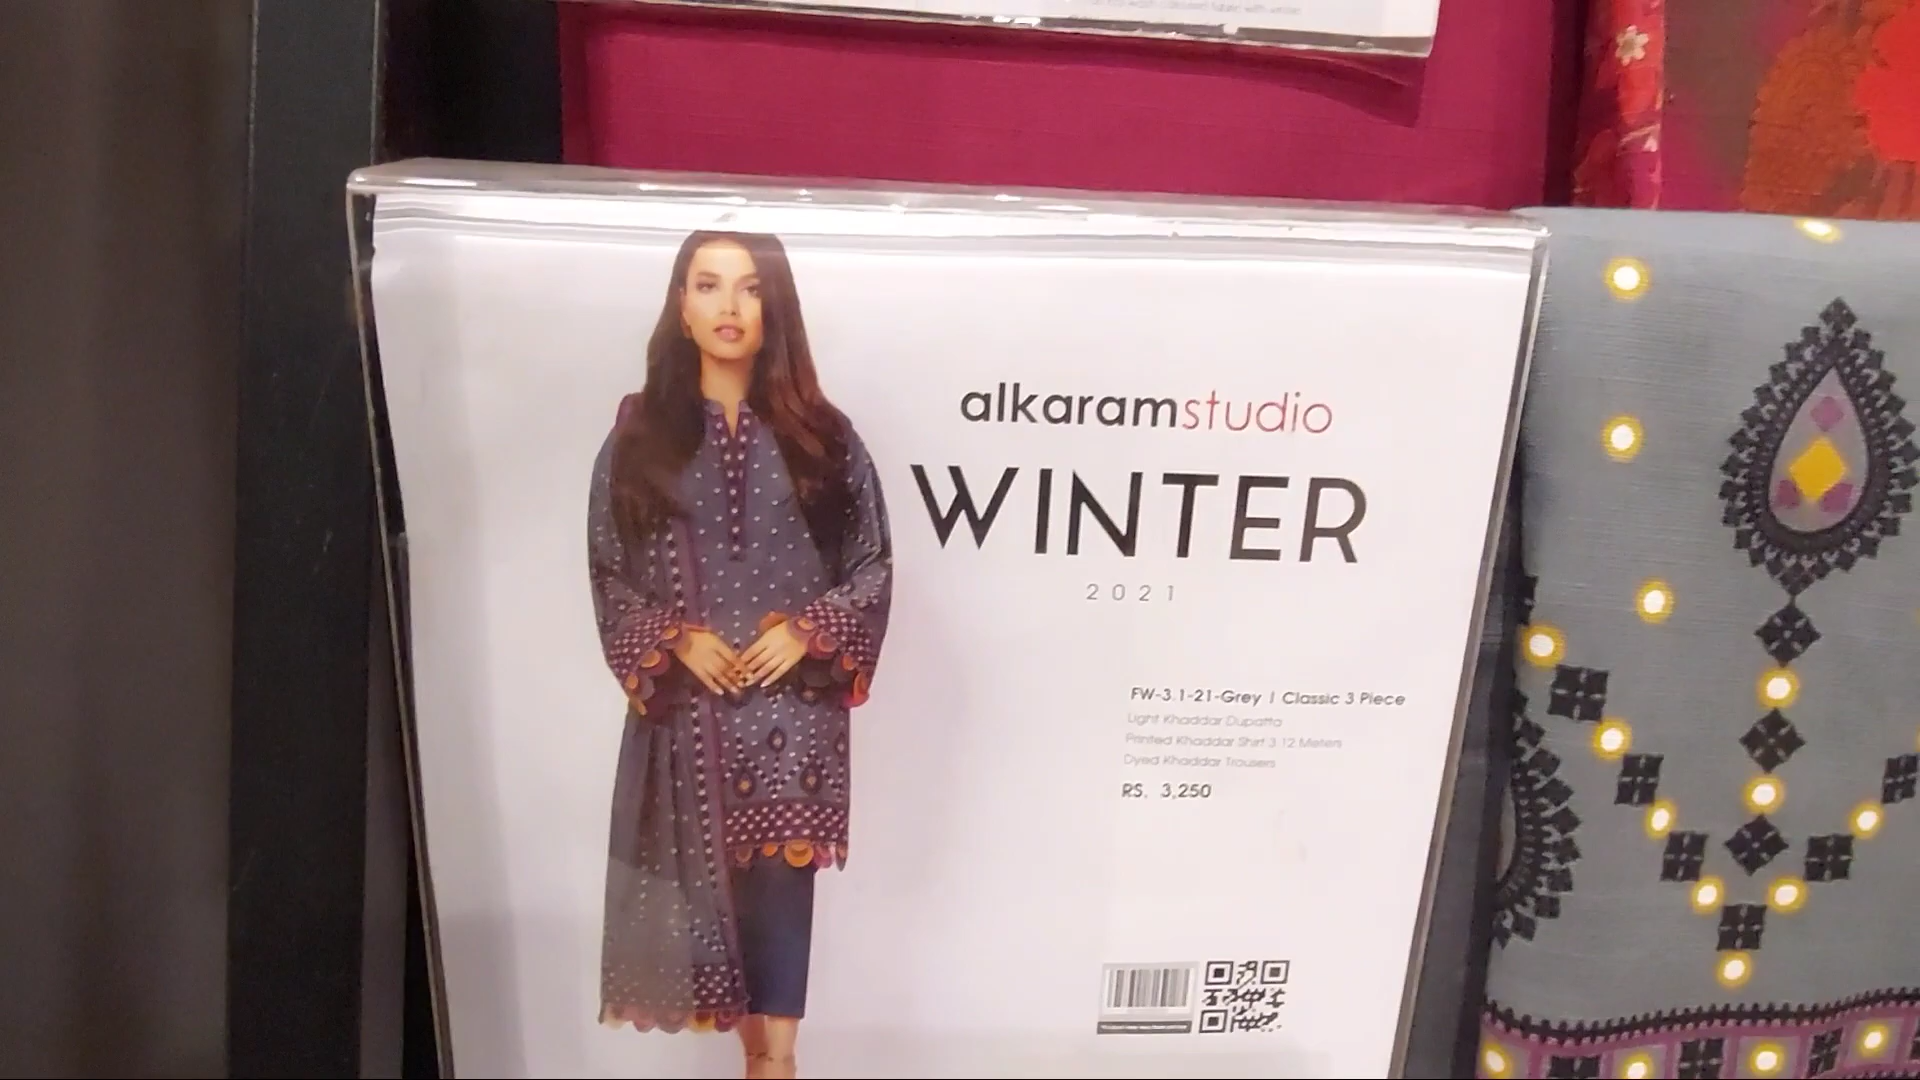 alkaramstudio
WINTER
2021
FW-3.1-21-Grey | Classic 3 Piece
Light Khaddar Dupatta
Printed Khaddar Shirt 3.12 Meters
Dyed Khaddar Trousers
RS. 3,250